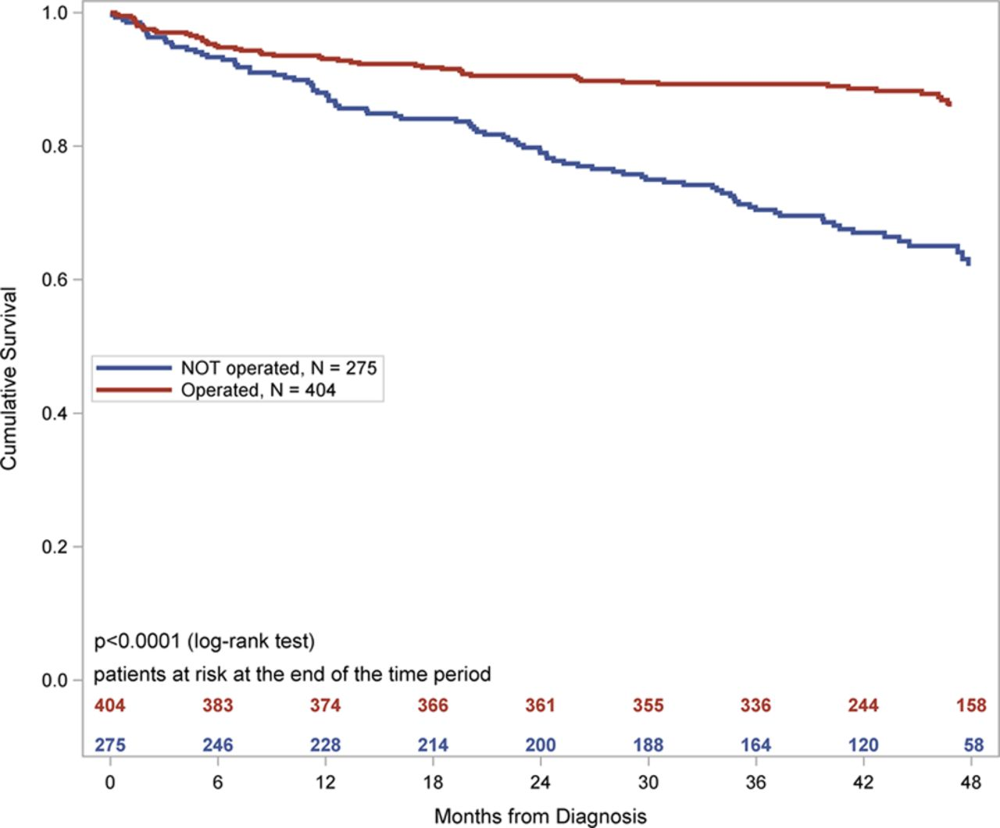 1.0
0.8
0.6
0.4
0.2
0.0
Cumulative Survival
NOT operated, N = 275
Operated, N = 404
p<0.0001 (log-rank test)
patients at risk at the end of the time period
404 383 374 366 361 355 336 244 158
275 246 228 214 200 188 164 120 58
0 6 12 18 24 30 36 42 48
Months from Diagnosis